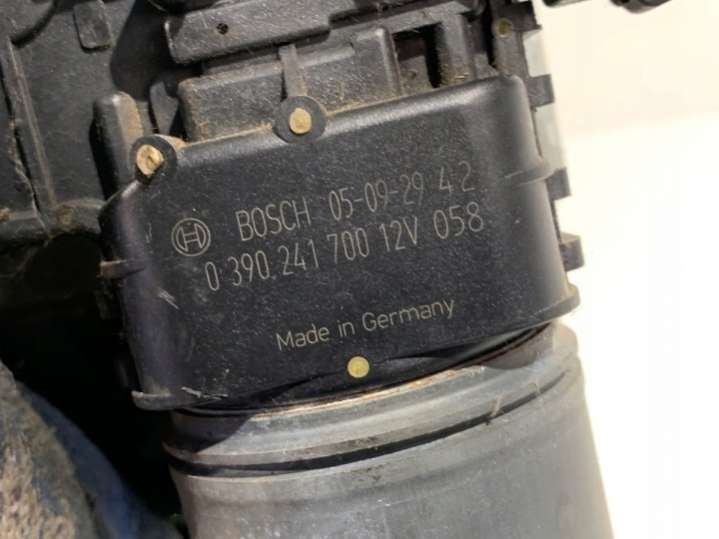 BOSCH 05-09-29 4 2
0 390 241 700 12V 058
Made in Germany